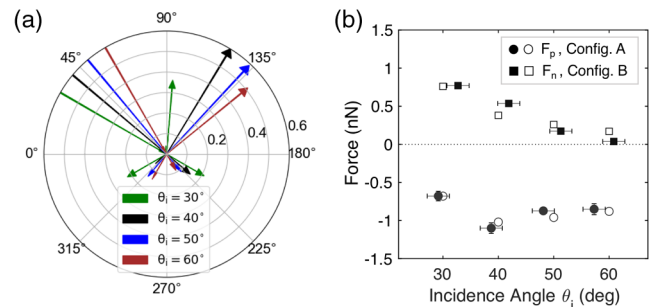 (a)
90°
45°
135°
0.6
0.4
0.2
0°
180°
θi = 30°
θi = 40°
θi = 50°
θi = 60°
315°
225°
270°
(b)
1.5
1
0.5
0
-0.5
-1
-1.5
Force (nN)
Fp, Config. A
Fn, Config. B
30 40 50 60
Incidence Angle θi (deg)